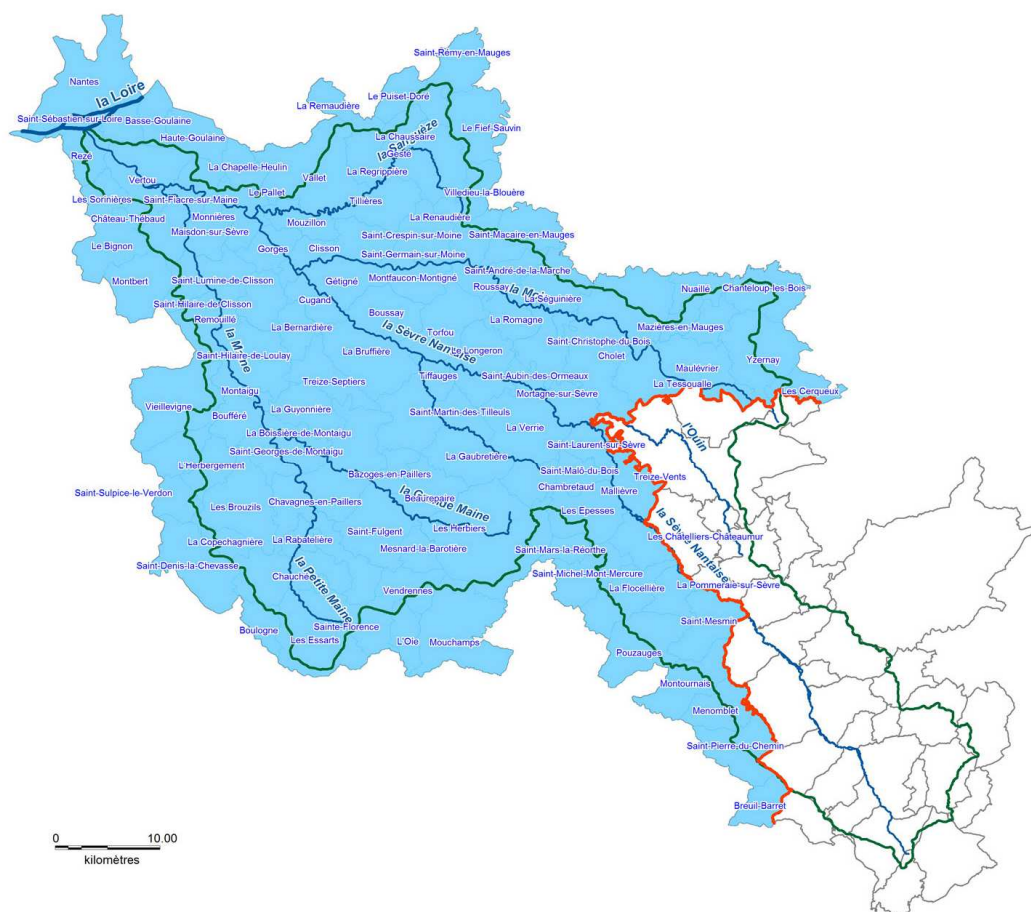 Saint-Rémy-en-Mauges
Nantes
la Loire
Le Puiset-Doré
La Remaudière
Saint-Sébastien-sur-Loire
Basse-Goulaine
Le Fief-Sauvin
Haute-Goulaine
La Chaussaire
la Sanguèze
Gesté
Rezé
La Chapelle-Heulin
La Regrippière
Vallet
Vertou
Le Pallet
Villedieu-la-Blouère
Les Sorinières
Saint-Fiacre-sur-Maine
Tillières
Château-Thébaud
Monnières
La Renaudière
Mouzillon
Maisdon-sur-Sèvre
Saint-Crespin-sur-Moine
Saint-Macaire-en-Mauges
Le Bignon
Gorges
Clisson
Saint-Germain-sur-Moine
Saint-André-de-la-Marche
Montbert
Saint-Lumine-de-Clisson
Gétigné
Montfaucon-Montigné
Roussay
la Moine
Nuaillé
Chanteloup-les-Bois
Saint-Hilaire-de-Clisson
Cugand
La Séguinière
Remouillé
Boussay
La Romagne
Mazières-en-Mauges
La Bernardière
la Sèvre Nantaise
Torfou
Saint-Christophe-du-Bois
la Maine
La Bruffière
Le Longeron
Cholet
Saint-Hilaire-de-Loulay
Yzernay
Maulévrier
Treize-Septiers
Tiffauges
Saint-Aubin-des-Ormeaux
La Tessoualle
Montaigu
Mortagne-sur-Sèvre
Les Cerqueux
Vieillevigne
Boufféré
La Guyonnière
Saint-Martin-des-Tilleuls
La Verrie
l'Ouin
La Boissière-de-Montaigu
Saint-Laurent-sur-Sèvre
Saint-Georges-de-Montaigu
La Gaubretière
L'Herbergement
Bazoges-en-Paillers
Saint-Malô-du-Bois
Treize-Vents
Saint-Sulpice-le-Verdon
Chambretaud
Mallièvre
la Grande Maine
Beaurepaire
Chavagnes-en-Paillers
Les Brouzils
Les Epesses
la Sèvre Nantaise
Saint-Fulgent
Les Herbiers
Les Châtelliers-Châteaumur
La Copechagnière
La Rabatelière
Mesnard-la-Barotière
Saint-Mars-la-Réorthe
Saint-Denis-la-Chevasse
la Petite Maine
Chauché
Saint-Michel-Mont-Mercure
La Pommeraie-sur-Sèvre
La Flocellière
Vendrennes
Saint-Mesmin
Sainte-Florence
Boulogne
Les Essarts
L'Oie
Mouchamps
Pouzauges
Montournais
Menomblet
Saint-Pierre-du-Chemin
Breuil-Barret
0 10.00
kilomètres